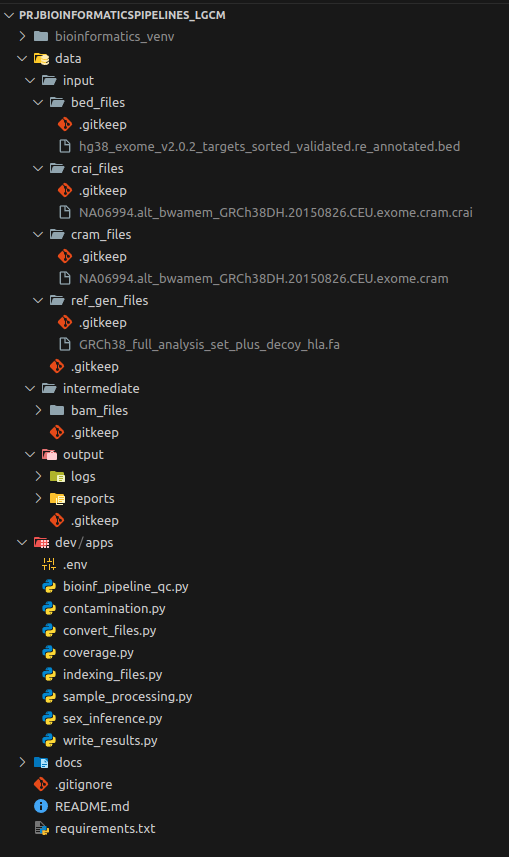 PRJBIOINFORMATICSPIPELINES_LGCM
bioinformatics_venv
data
input
bed_files
.gitkeep
hg38_exome_v2.0.2_targets_sorted_validated.re_annotated.bed
crai_files
.gitkeep
NA06994.alt_bwamem_GRCh38DH.20150826.CEU.exome.cram.crai
cram_files
.gitkeep
NA06994.alt_bwamem_GRCh38DH.20150826.CEU.exome.cram
ref_gen_files
.gitkeep
GRCh38_full_analysis_set_plus_decoy_hla.fa
.gitkeep
intermediate
bam_files
.gitkeep
output
logs
reports
.gitkeep
dev/apps
.env
bioinf_pipeline_qc.py
contamination.py
convert_files.py
coverage.py
indexing_files.py
sample_processing.py
sex_inference.py
write_results.py
docs
.gitignore
README.md
requirements.txt